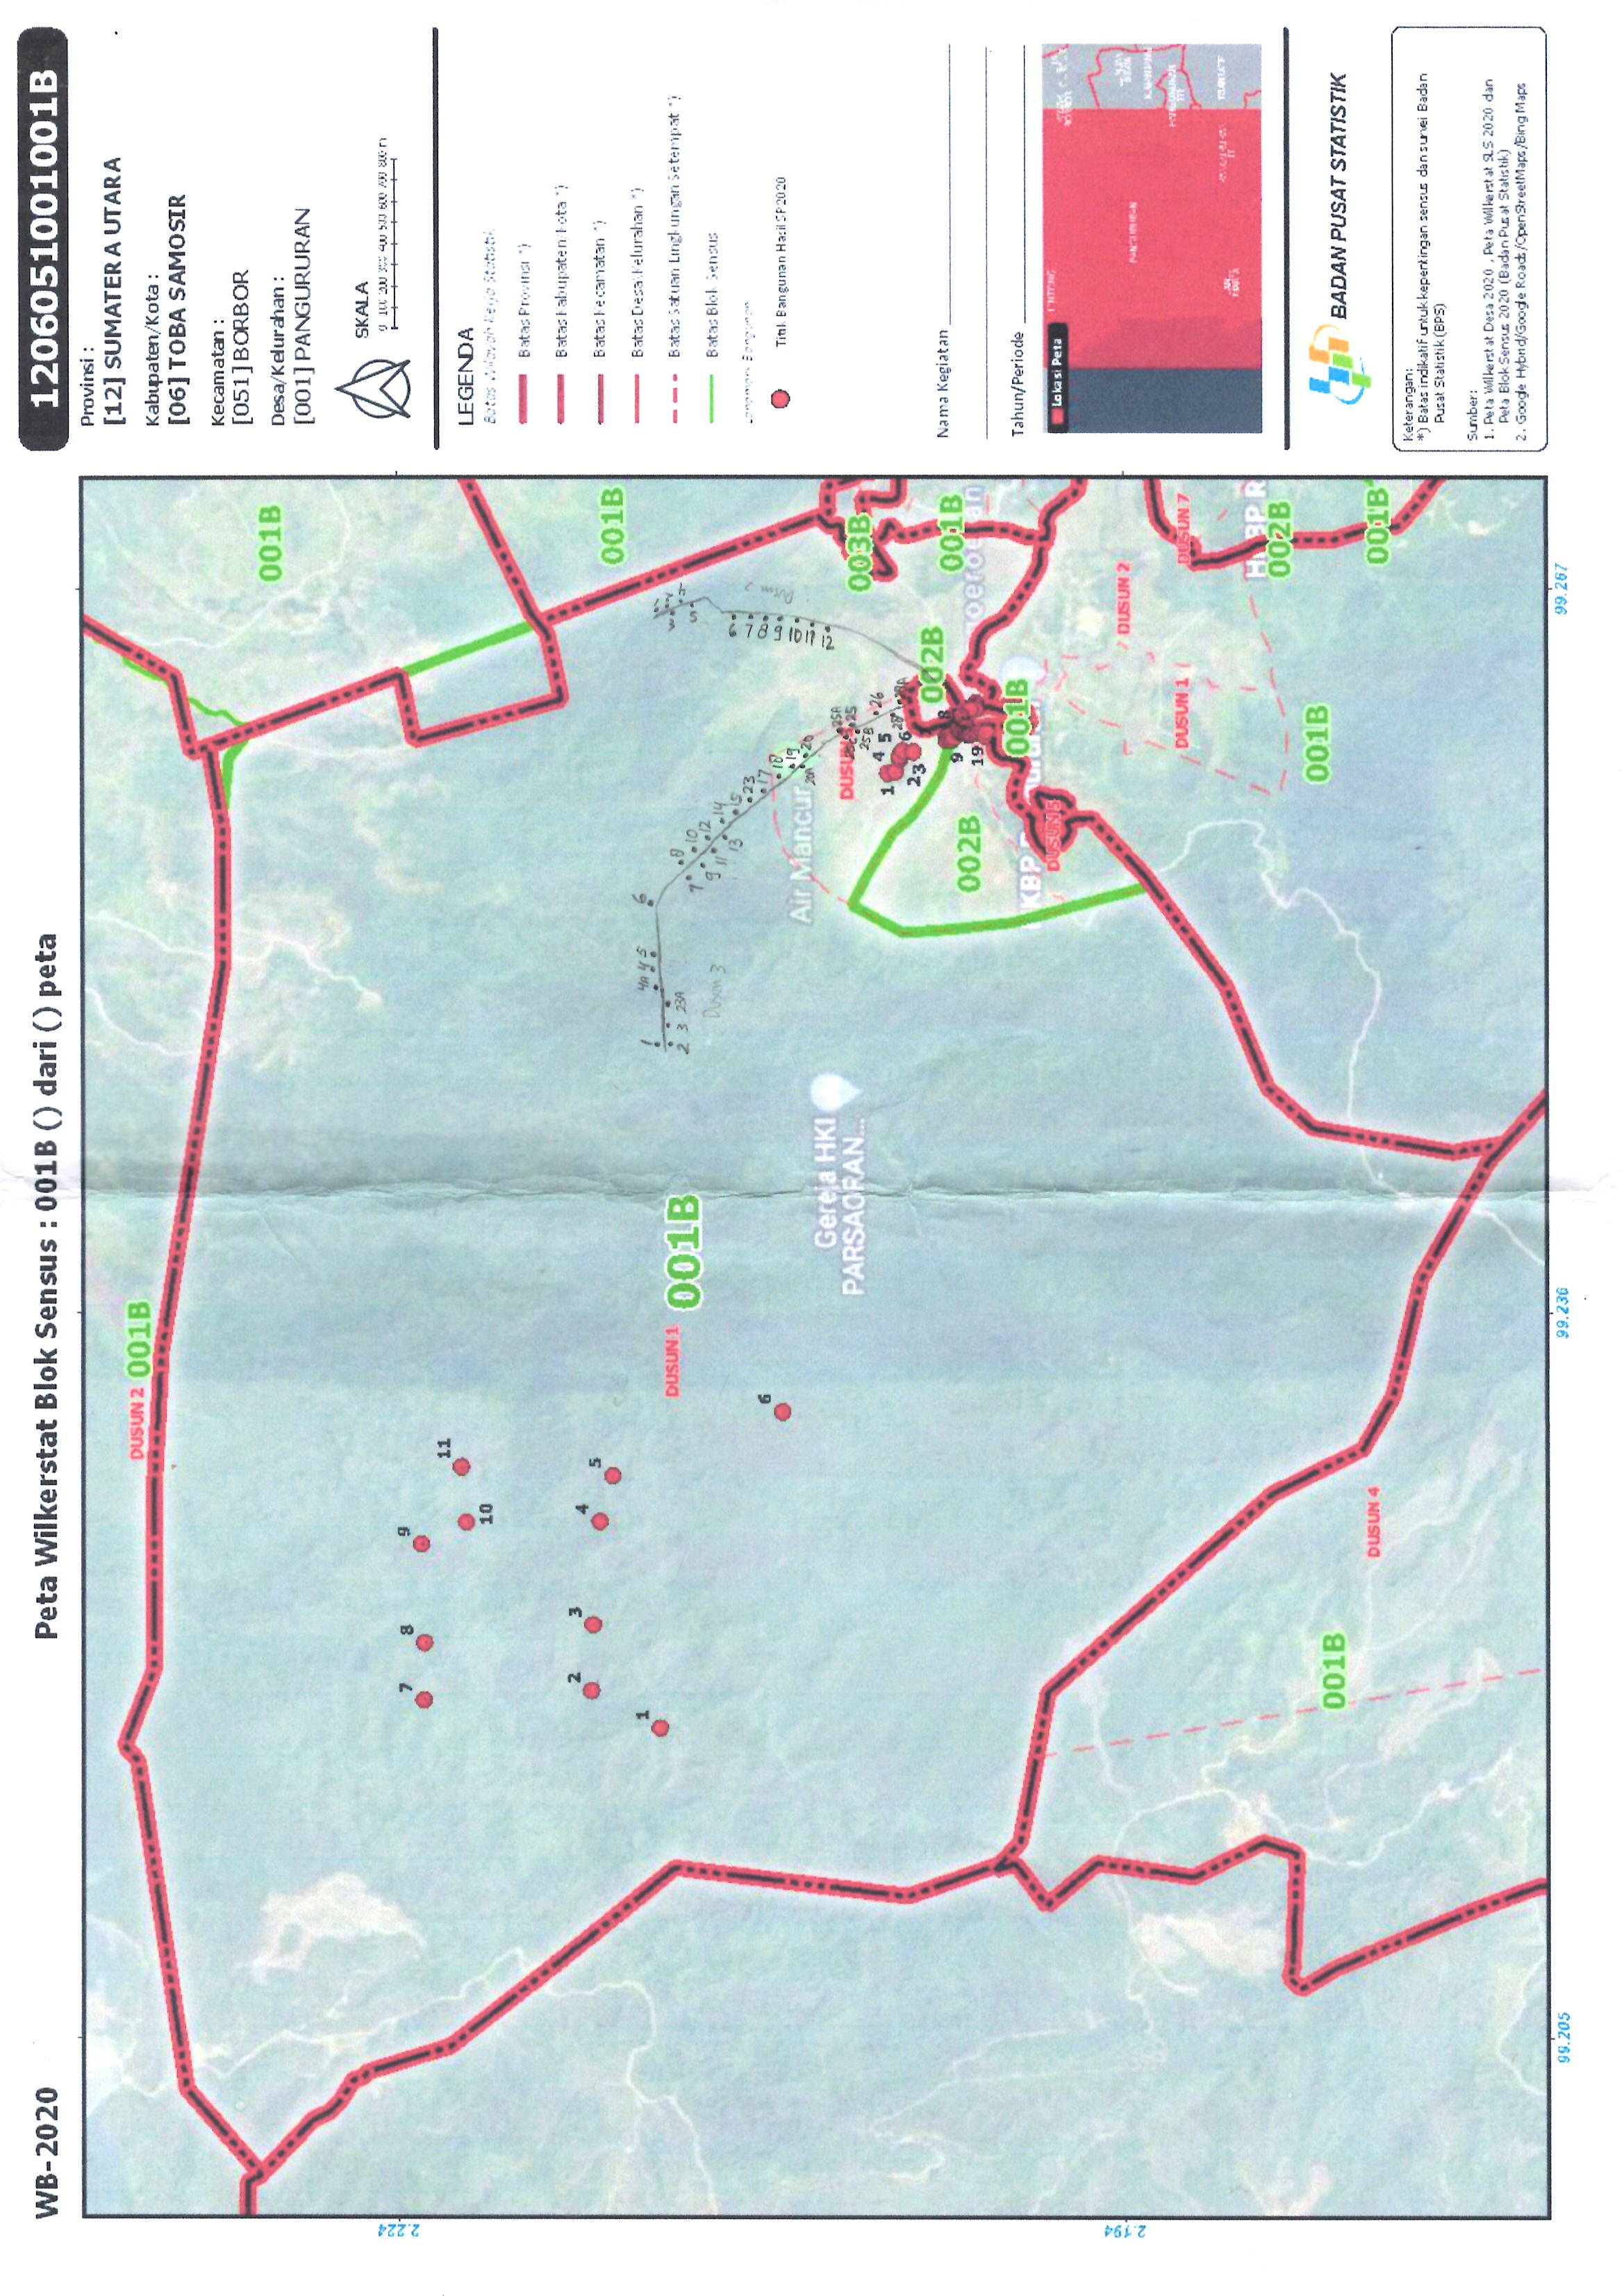 WB-2020
Peta Wilkerstat Blok Sensus : 001B () dari () peta
1206051001001B
Provinsi :
[12] SUMATERA UTARA
Kabupaten/Kota :
[06] TOBA SAMOSIR
Kecamatan :
[051] BORBOR
Desa/Kelurahan :
[001] PANGURURAN
SKALA
0 100 200 300 400 500 600 700 800 m
LEGENDA
Batas Wilayah Kerja Statistik
Batas Provinsi *)
Batas Kabupaten/Kota *)
Batas Kecamatan *)
Batas Desa/Kelurahan *)
Batas Satuan Lingkungan Setempat *)
Batas Blok Sensus
Landmark Bangunan
Titik Bangunan Hasil SP2020
Nama Kegiatan
Tahun/Periode
Lokasi Peta
PANGURURAN
BADAN PUSAT STATISTIK
Keterangan:
*) Batas indikatif untuk kepentingan sensus dan survei Badan
Pusat Statistik (BPS)
Sumber:
1. Peta Wilkerstat Desa 2020 , Peta Wilkerstat SLS 2020 dan
Peta Blok Sensus 2020 (Badan Pusat Statistik)
2. Google Hybrid/Google Roads/OpenStreetMaps/Bing Maps
DUSUN 2 001B
001B
2.224
7 8 9
11
10
2 3
4 5
1
001B
DUSUN 1 001B
6
1 4A 4 5 6
2 3 23A
Dusun 3
8
7 10
9 12
11 14
13 15
23
17
18
19
20A 20
25A
25
25B
26
1 2
3 4
5
6 7 8 9 10 11 12
Dusun 2
Air Mancur
Gereja HKI
PARSAORAN...
DUSUN
003B
1 4 5
2 3 6
28
002B
8
9
19
002B
001B
001B
DUSUN 5
2.194
DUSUN 2
DUSUN 1
DUSUN 7
HKBP R
002B
001B
001B
DUSUN 4
001B
99.205
99.236
99.267